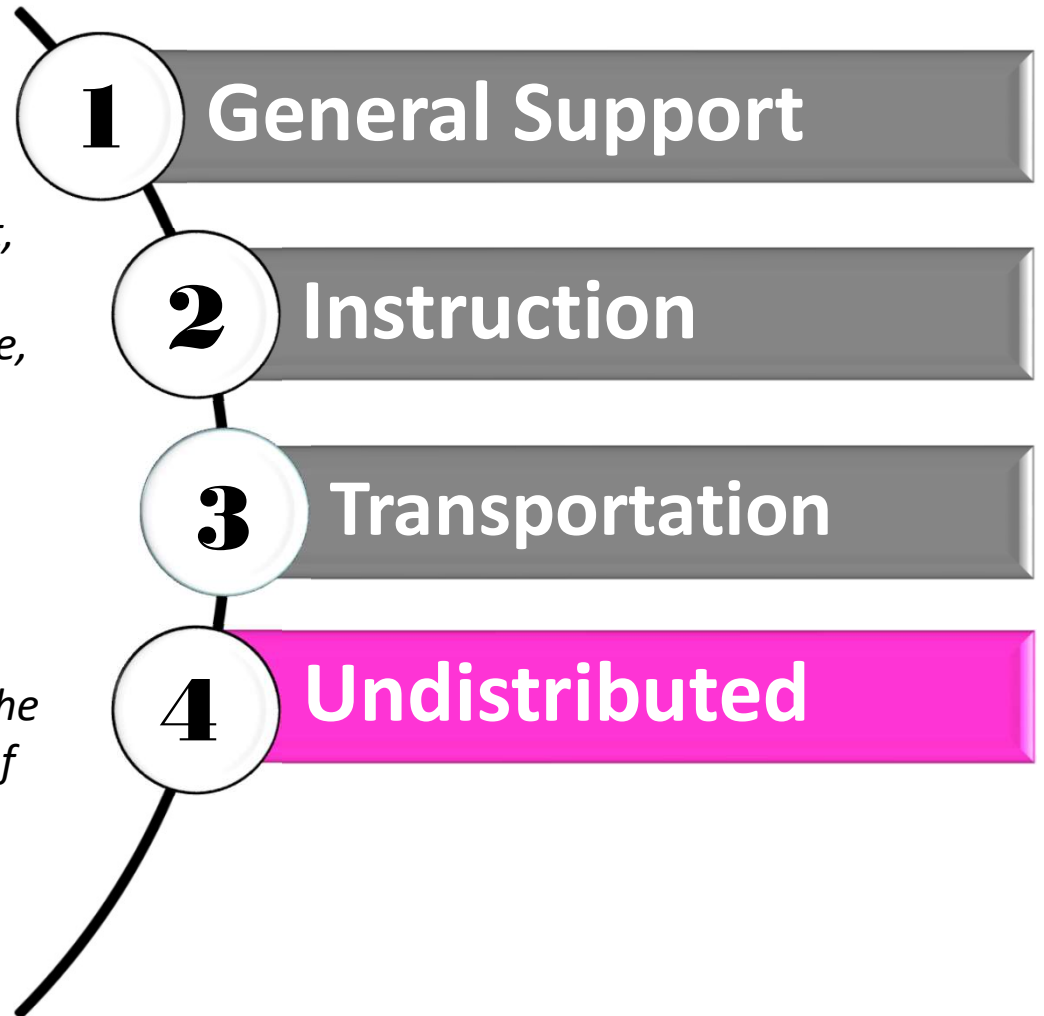 1 General Support
2 Instruction
3 Transportation
4 Undistributed